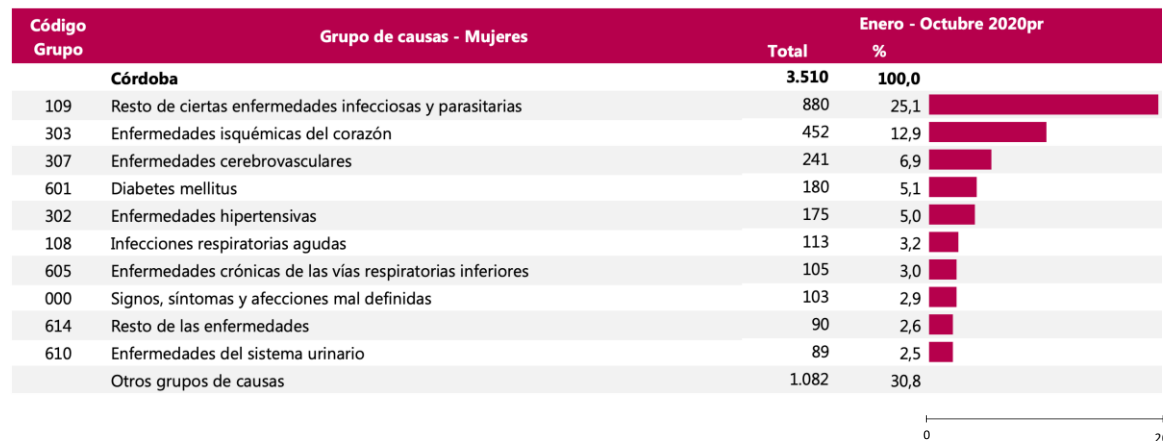 Código Grupo Grupo de causas - Mujeres Enero - Octubre 2020pr
Total %
Córdoba 3.510 100,0
109 Resto de ciertas enfermedades infecciosas y parasitarias 880 25,1
303 Enfermedades isquémicas del corazón 452 12,9
307 Enfermedades cerebrovasculares 241 6,9
601 Diabetes mellitus 180 5,1
302 Enfermedades hipertensivas 175 5,0
108 Infecciones respiratorias agudas 113 3,2
605 Enfermedades crónicas de las vías respiratorias inferiores 105 3,0
000 Signos, síntomas y afecciones mal definidas 103 2,9
614 Resto de las enfermedades 90 2,6
610 Enfermedades del sistema urinario 89 2,5
Otros grupos de causas 1.082 30,8
0